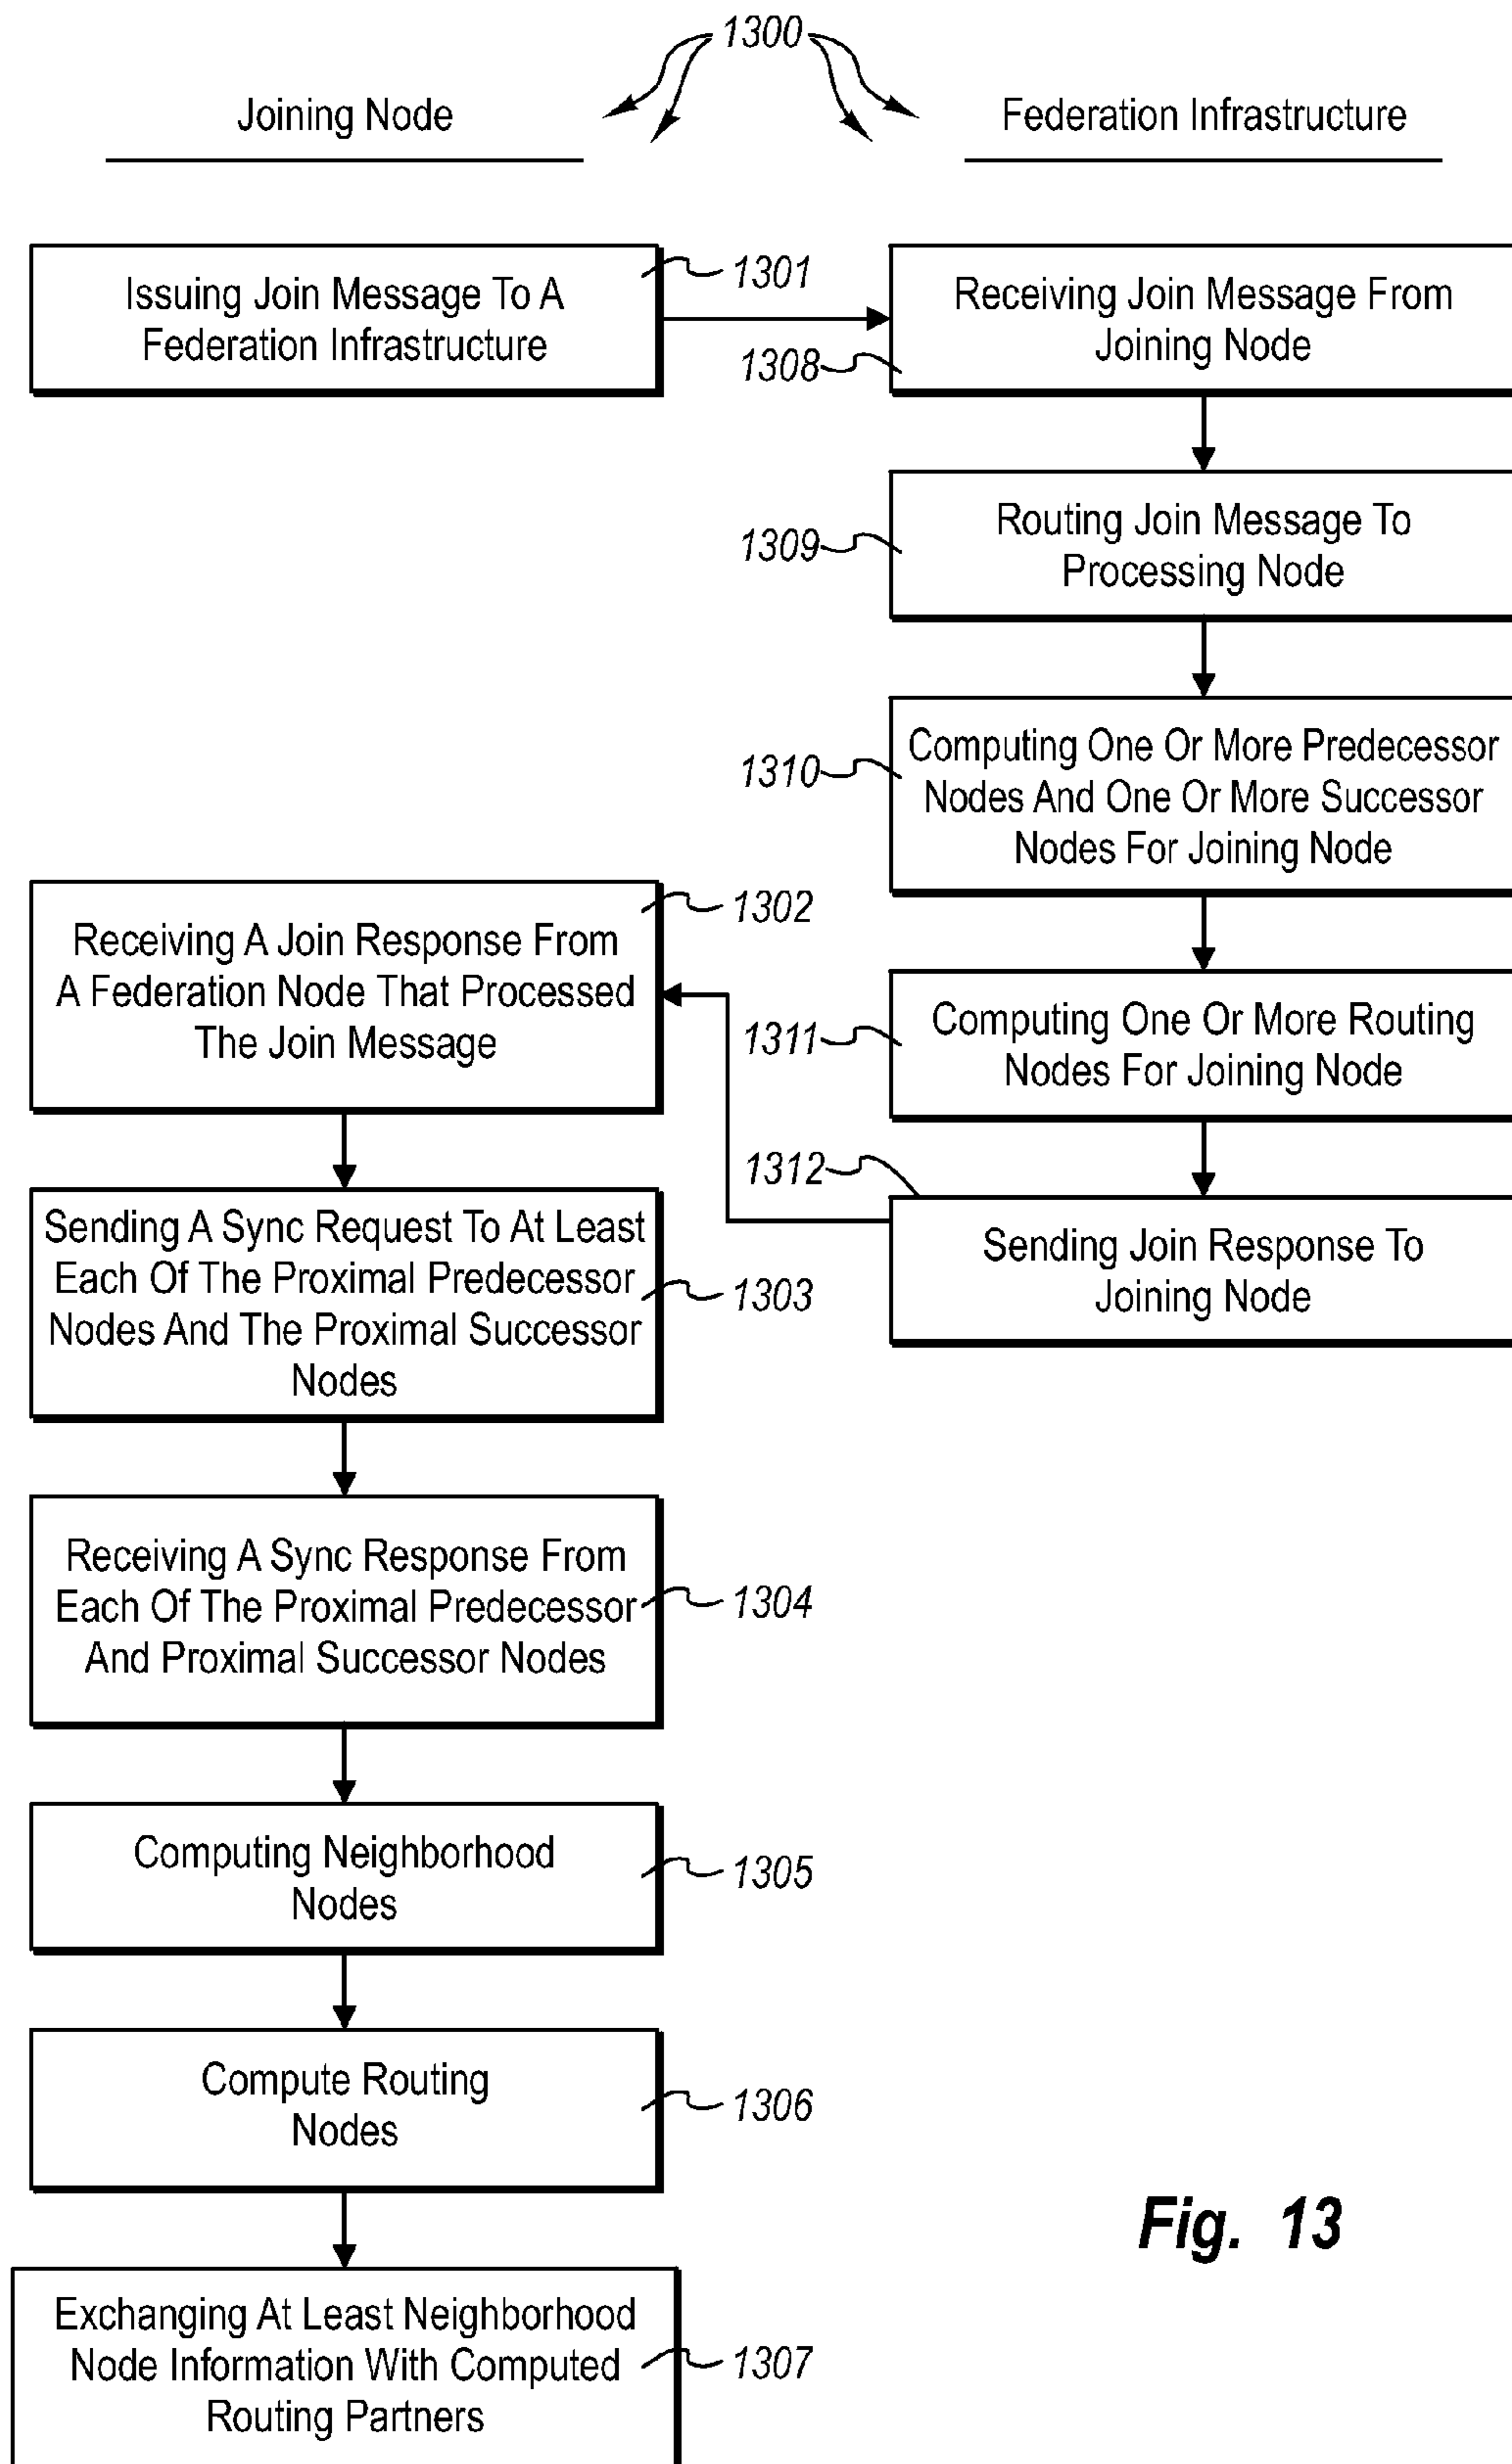 1300
Joining Node
Federation Infrastructure
Issuing Join Message To A
Federation Infrastructure
1301
Receiving Join Message From
Joining Node
1308
Routing Join Message To
Processing Node
1309
Computing One Or More Predecessor
Nodes And One Or More Successor
Nodes For Joining Node
1310
Receiving A Join Response From
A Federation Node That Processed
The Join Message
1302
Computing One Or More Routing
Nodes For Joining Node
1311
1312
Sending Join Response To
Joining Node
Sending A Sync Request To At Least
Each Of The Proximal Predecessor
Nodes And The Proximal Successor
Nodes
1303
Receiving A Sync Response From
Each Of The Proximal Predecessor
And Proximal Successor Nodes
1304
Computing Neighborhood
Nodes
1305
Compute Routing
Nodes
1306
Exchanging At Least Neighborhood
Node Information With Computed
Routing Partners
1307
Fig. 13